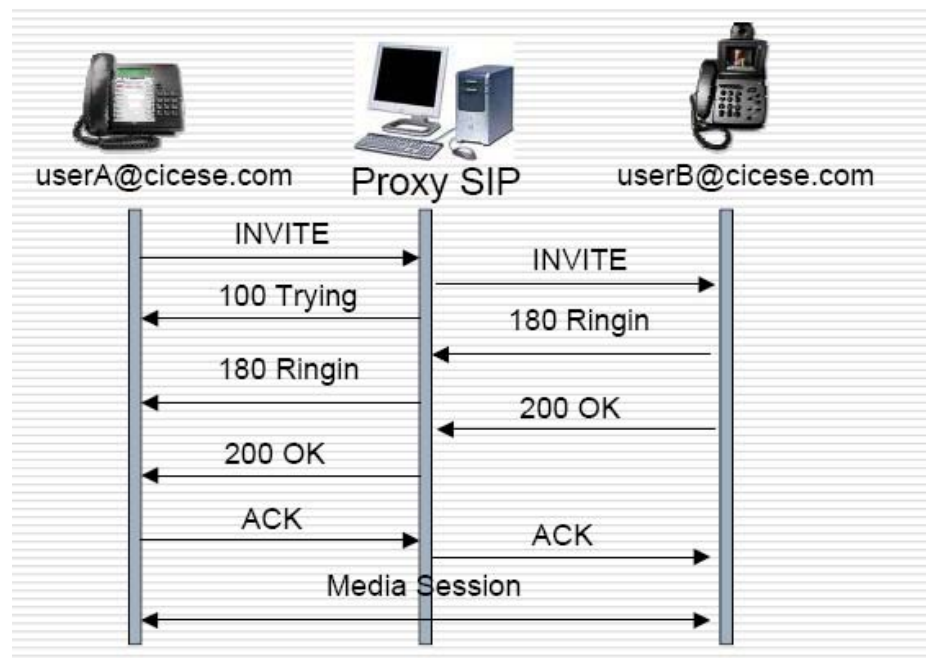 userA@cicese.com
Proxy SIP
userB@cicese.com
INVITE
INVITE
100 Trying
180 Ringin
180 Ringin
200 OK
200 OK
ACK
ACK
Media Session